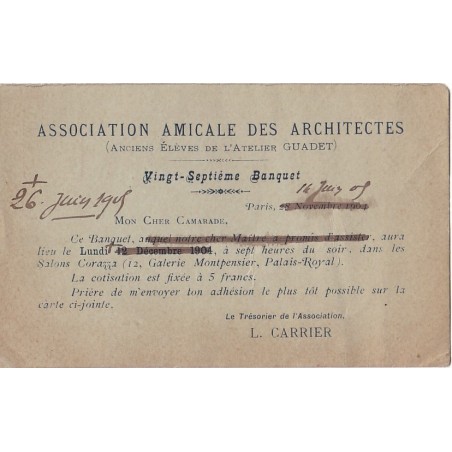 ASSOCIATION AMICALE DES ARCHITECTES
(ANCIENS ÉLÈVES DE L'ATELIER GUADET)
Vingt-Septième Banquet
26 Juin 1905
16 Juin 05
Paris, 28 Novembre 1904
MON CHER CAMARADE,
Ce Banquet, auquel notre cher Maître a promis d'assister, aura
lieu le Lundi 12 Décembre 1904, à sept heures du soir, dans les
Salons Corazza (12, Galerie Montpensier, Palais-Royal).
La cotisation est fixée à 5 francs.
Prière de m'envoyer ton adhésion le plus tôt possible sur la
carte ci-jointe.
Le Trésorier de l'Association,
L. CARRIER